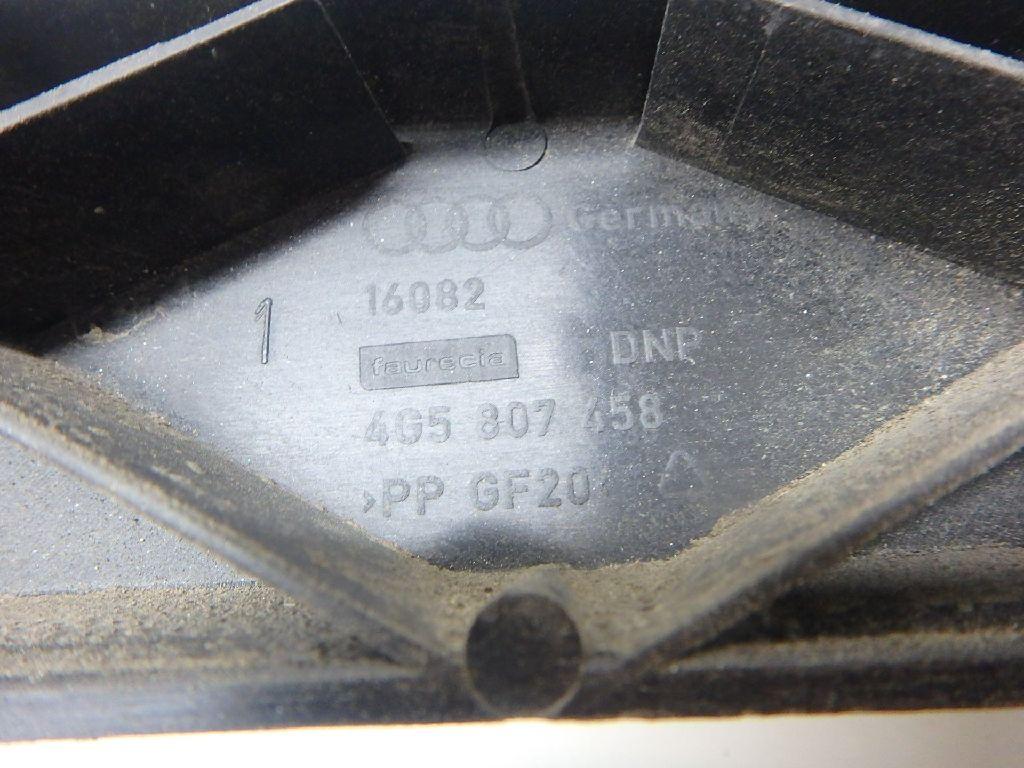 Germany
16082
1
faurecia
DNP
4G5 807 458
>PP GF20<